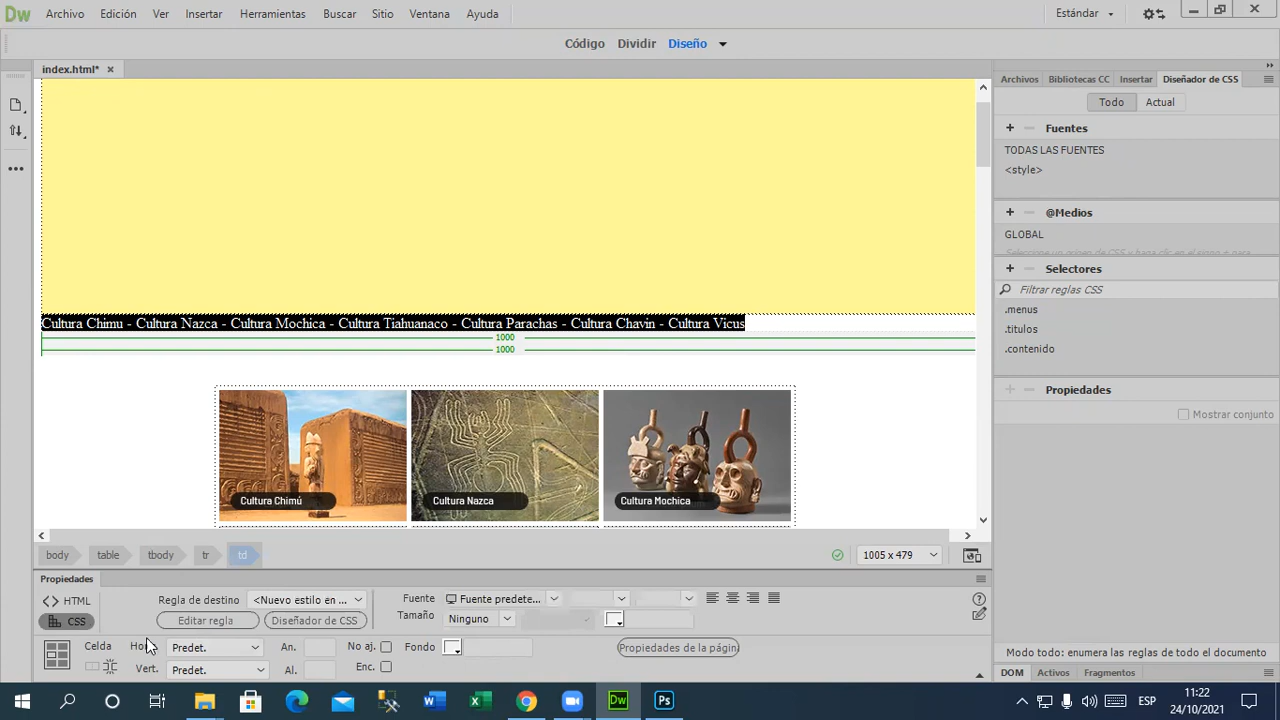 Dw Archivo Edición Ver Insertar Herramientas Buscar Sitio Ventana Ayuda Estándar
Código Dividir Diseño
index.html*
Archivos Bibliotecas CC Insertar Diseñador de CSS
Todo Actual
Fuentes
TODAS LAS FUENTES
<style>
@Medios
GLOBAL
Selectores
Filtrar reglas CSS
.menus
.titulos
.contenido
Propiedades
Mostrar conjunto
Cultura Chimu - Cultura Nazca - Cultura Mochica - Cultura Tiahuanaco - Cultura Parachas - Cultura Chavin - Cultura Vicus
1000
1000
Cultura Chimú Cultura Nazca Cultura Mochica
body table tbody tr td 1005 x 479
Propiedades
HTML Regla de destino <Nuevo estilo en ... Fuente Fuente predete...
CSS Editar regla Diseñador de CSS Tamaño Ninguno
Celda Predet. An. No aj. Fondo Propiedades de la págin
Vert. Predet. Al. Enc.
Modo todo: enumera las reglas de todo el documento
DOM Activos Fragmentos
Dw Ps ESP 11:22
24/10/2021